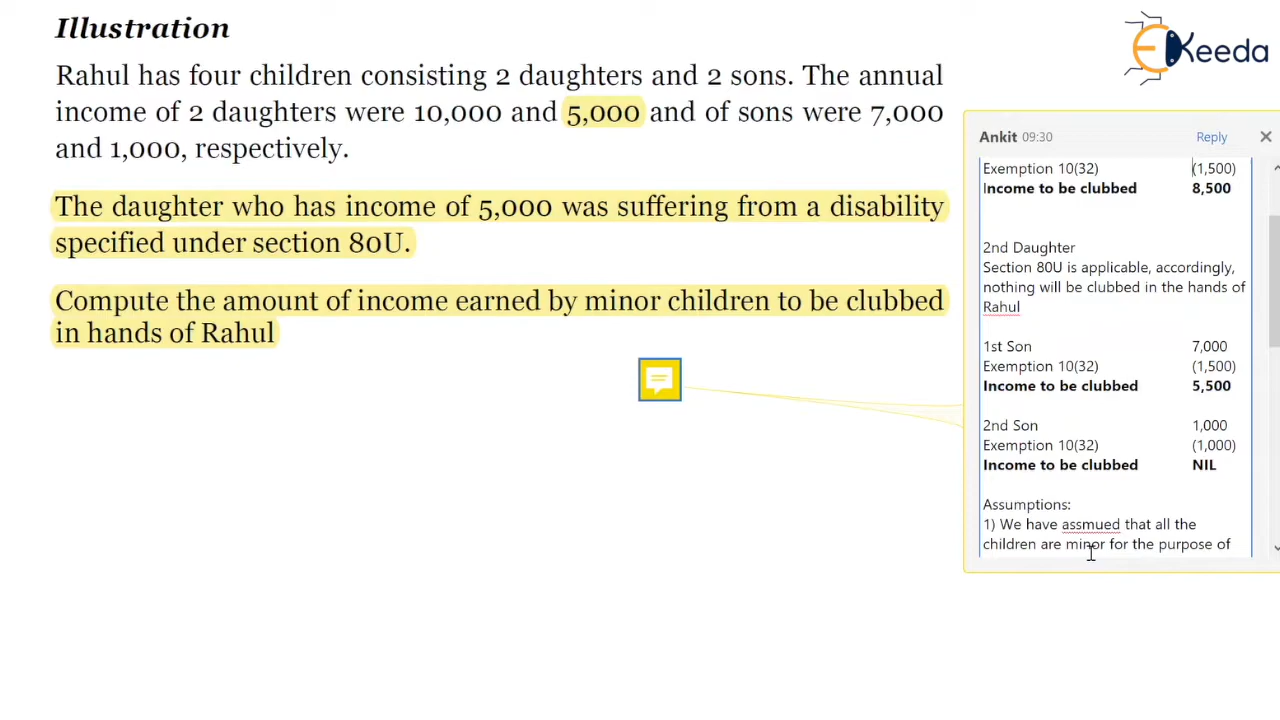 Illustration
Rahul has four children consisting 2 daughters and 2 sons. The annual
income of 2 daughters were 10,000 and 5,000 and of sons were 7,000
and 1,000, respectively.
The daughter who has income of 5,000 was suffering from a disability
specified under section 80U.
Compute the amount of income earned by minor children to be clubbed
in hands of Rahul
EKeeda
Ankit 09:30 Reply
Exemption 10(32) (1,500)
Income to be clubbed 8,500
2nd Daughter
Section 80U is applicable, accordingly,
nothing will be clubbed in the hands of
Rahul
1st Son 7,000
Exemption 10(32) (1,500)
Income to be clubbed 5,500
2nd Son 1,000
Exemption 10(32) (1,000)
Income to be clubbed NIL
Assumptions:
1) We have assmued that all the
children are minor for the purpose of